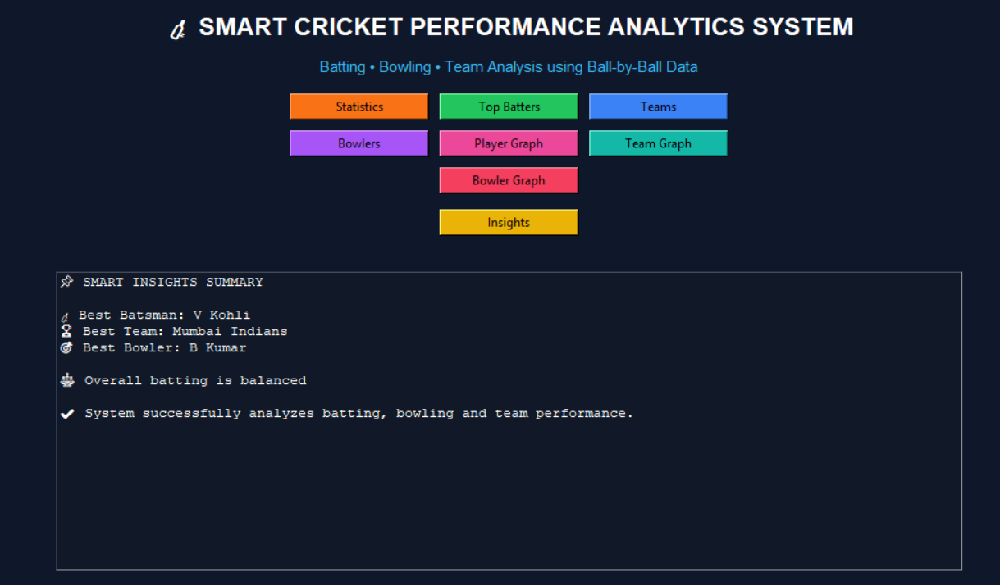 SMART CRICKET PERFORMANCE ANALYTICS SYSTEM
Batting • Bowling • Team Analysis using Ball-by-Ball Data
Statistics Top Batters Teams
Bowlers Player Graph Team Graph
Bowler Graph
Insights
SMART INSIGHTS SUMMARY
Best Batsman: V Kohli
Best Team: Mumbai Indians
Best Bowler: B Kumar
Overall batting is balanced
System successfully analyzes batting, bowling and team performance.